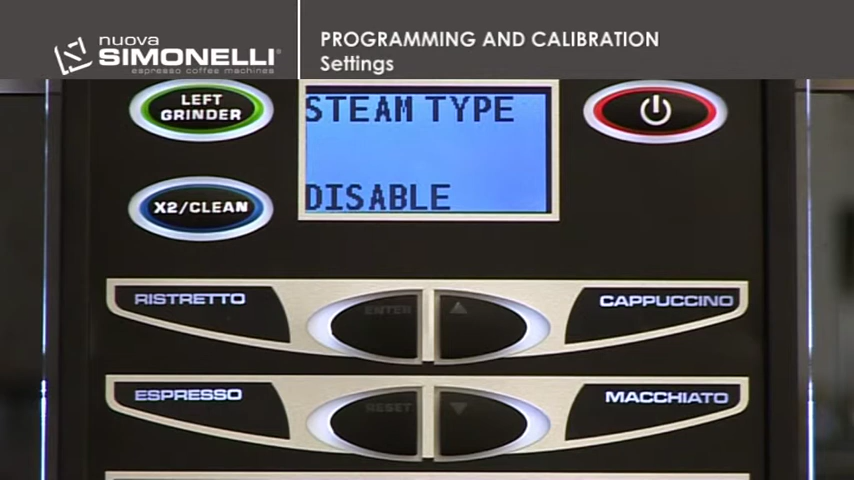 nuova
SIMONELLI
espresso coffee machines
PROGRAMMING AND CALIBRATION
Settings
LEFT
GRINDER
STEAM TYPE
DISABLE
X2/CLEAN
RISTRETTO
ENTER
CAPPUCCINO
ESPRESSO
RESET
MACCHIATO